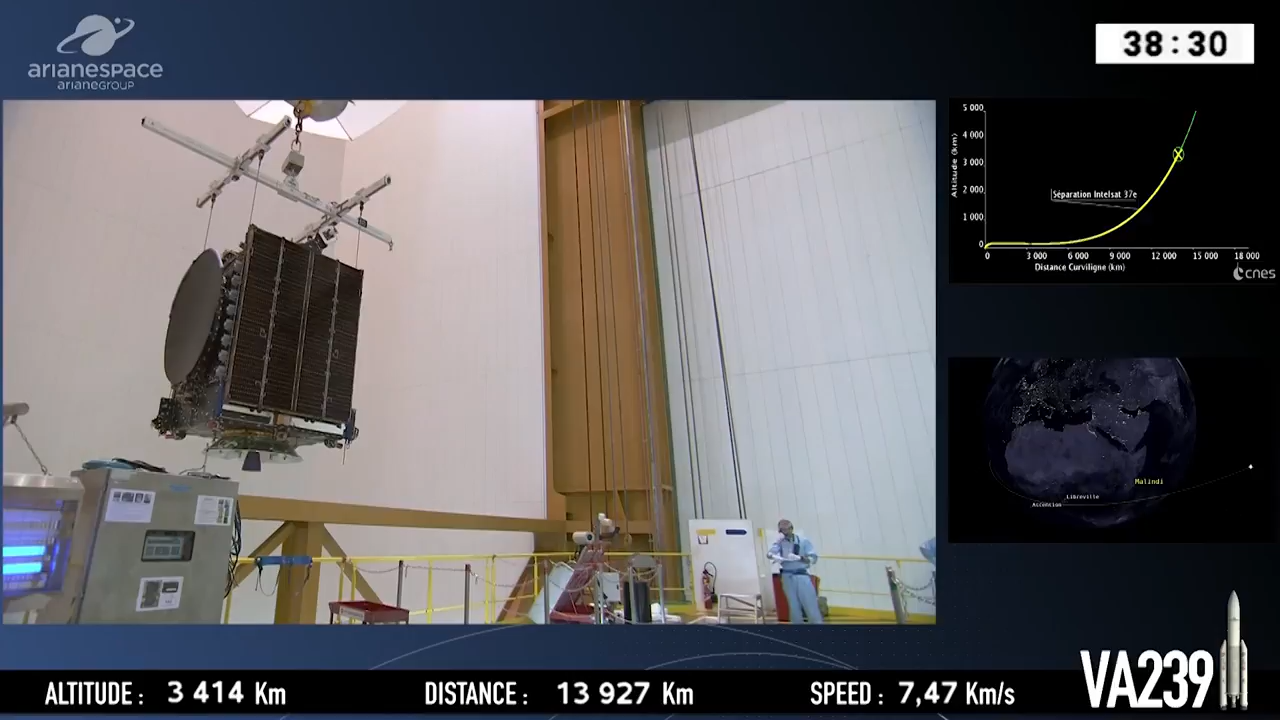 arianespace
arianeGROUP
38:30
5 000
4 000
3 000
2 000
1 000
0
Altitude (km)
Séparation Intelsat 37e
0
3 000
6 000
9 000
12 000
15 000
18 000
Distance Curviligne (km)
cnes
Malindi
Libreville
Ascention
ALTITUDE : 3 414 Km
DISTANCE : 13 927 Km
SPEED : 7,47 Km/s
VA239